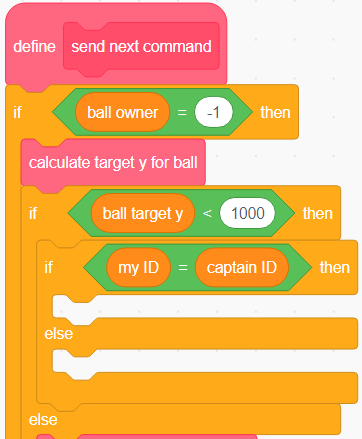 define send next command
if ball owner = -1 then
calculate target y for ball
if ball target y < 1000 then
if my ID = captain ID then
else
else